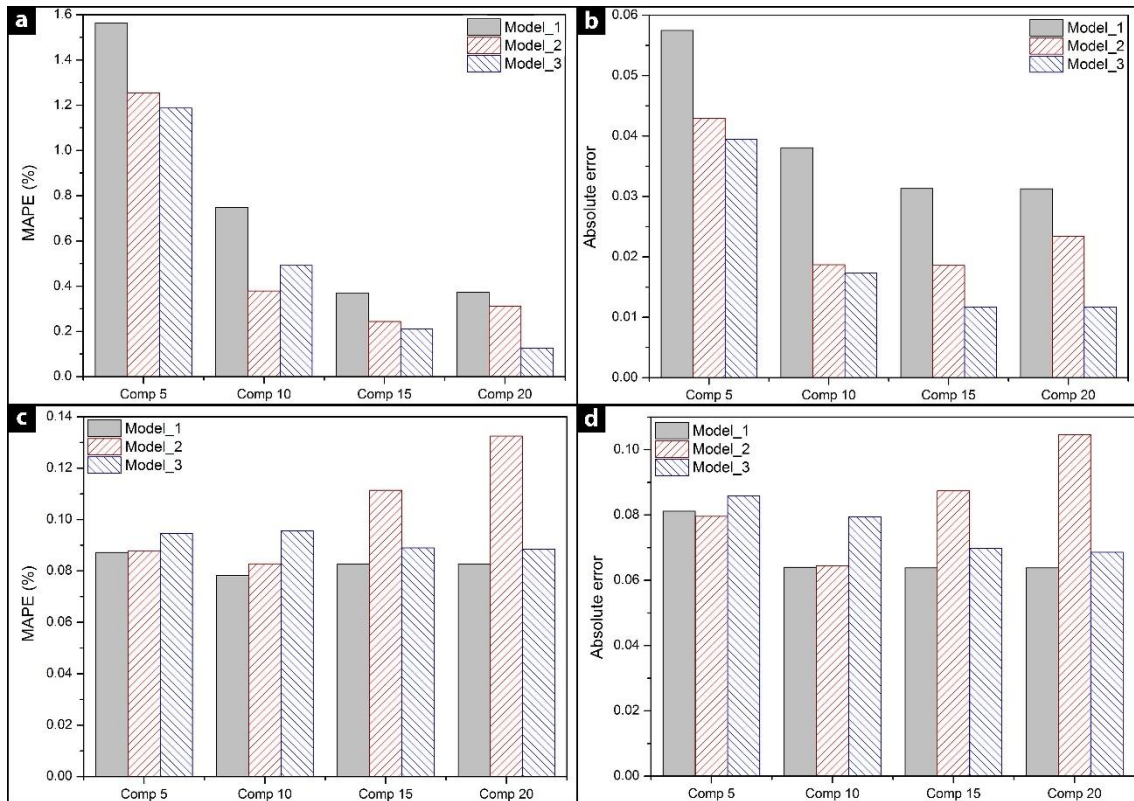 a
1.6
1.4
1.2
1.0
0.8
0.6
0.4
0.2
0.0
MAPE (%)
Model_1
Model_2
Model_3
Comp 5 Comp 10 Comp 15 Comp 20
b
0.06
0.05
0.04
0.03
0.02
0.01
0.00
Absolute error
Model_1
Model_2
Model_3
Comp 5 Comp 10 Comp 15 Comp 20
c
0.14
0.12
0.10
0.08
0.06
0.04
0.02
0.00
MAPE (%)
Model_1
Model_2
Model_3
Comp 5 Comp 10 Comp 15 Comp 20
d
0.10
0.08
0.06
0.04
0.02
0.00
Absolute error
Model_1
Model_2
Model_3
Comp 5 Comp 10 Comp 15 Comp 20